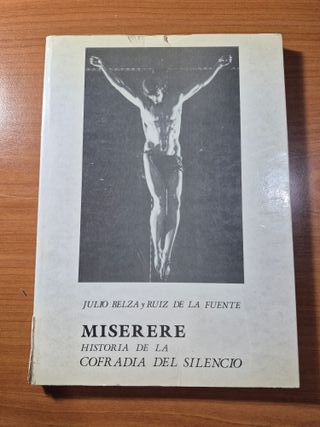 JULIO BELZA y RUIZ DE LA FUENTE
MISERERE
HISTORIA DE LA
COFRADIA DEL SILENCIO